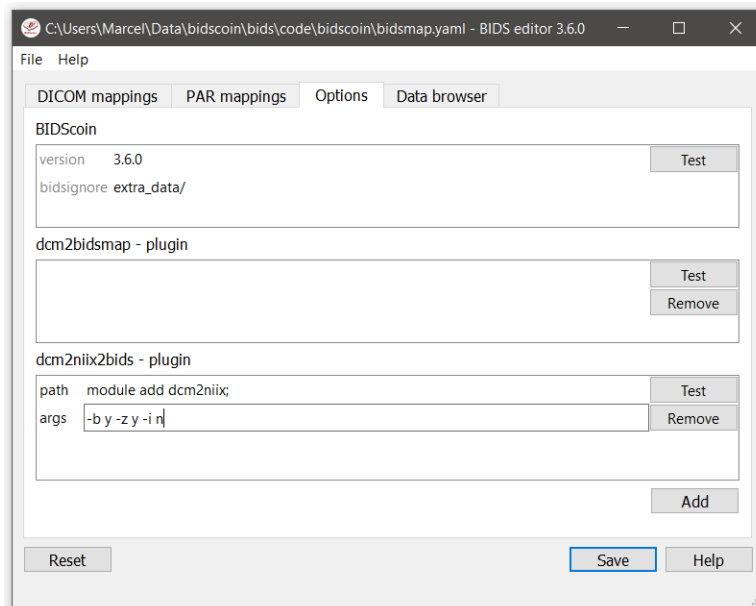 C:\Users\Marcel\Data\bidscoin\bids\code\bidscoin\bidsmap.yaml - BIDS editor 3.6.0
File Help
DICOM mappings PAR mappings Options Data browser
BIDScoin
version 3.6.0 Test
bidsignore extra_data/
dcm2bidsmap - plugin
Test
Remove
dcm2niix2bids - plugin
path module add dcm2niix; Test
args -b y -z y -i n Remove
Add
Reset Save Help